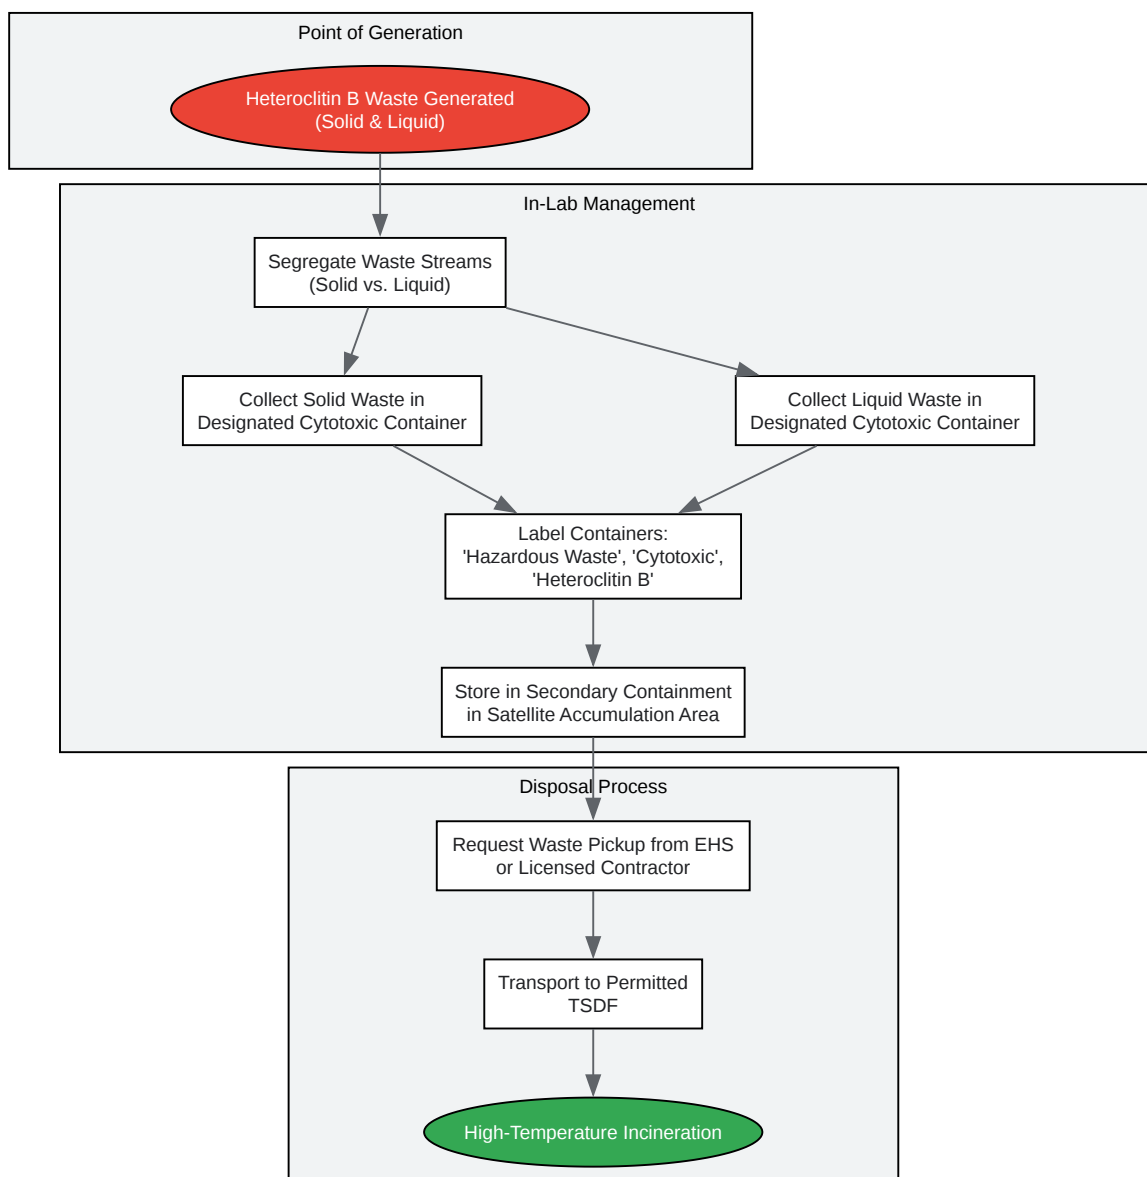 Point of Generation
Heteroclitin B Waste Generated
(Solid & Liquid)
In-Lab Management
Segregate Waste Streams
(Solid vs. Liquid)
Collect Solid Waste in
Designated Cytotoxic Container
Collect Liquid Waste in
Designated Cytotoxic Container
Label Containers:
'Hazardous Waste', 'Cytotoxic',
'Heteroclitin B'
Store in Secondary Containment
in Satellite Accumulation Area
Disposal Process
Request Waste Pickup from EHS
or Licensed Contractor
Transport to Permitted
TSDF
High-Temperature Incineration